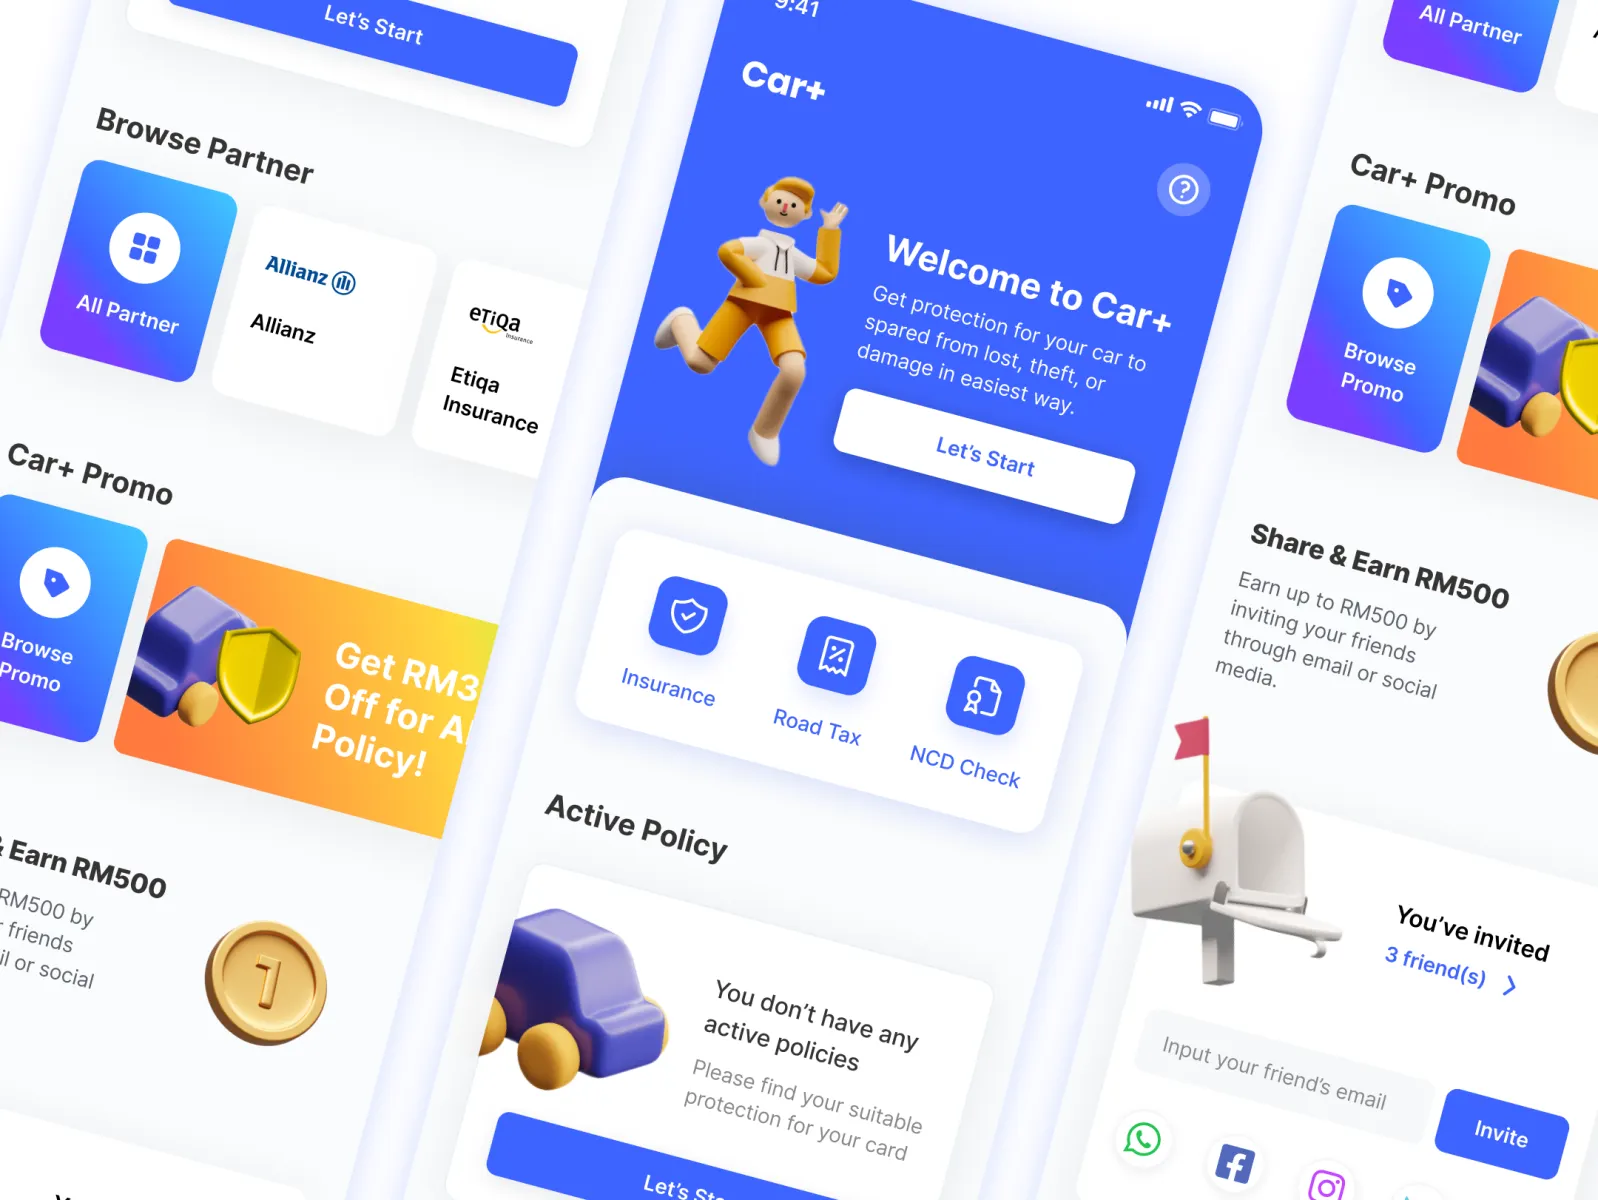 Let's Start
Browse Partner
All Partner
Allianz
Allianz
eTiQa
Insurance
Etiqa
Insurance
Car+ Promo
Browse
Promo
Get RM3
Off for A
Policy!
& Earn RM500
RM500 by
friends
il or social
9:41
Car+
Welcome to Car+
Get protection for your car to
spared from lost, theft, or
damage in easiest way.
Let's Start
Insurance
Road Tax
NCD Check
Active Policy
You don't have any
active policies
Please find your suitable
protection for your card
Let's Sta
All Partner
Car+ Promo
Browse
Promo
Share & Earn RM500
Earn up to RM500 by
inviting your friends
through email or social
media.
You've invited
3 friend(s)
Input your friend's email
Invite